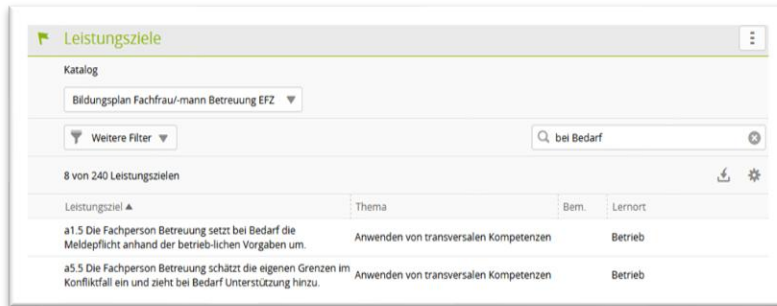 Leistungsziele
Katalog
Bildungsplan Fachfrau/-mann Betreuung EFZ
Weitere Filter
bei Bedarf
8 von 240 Leistungszielen
Leistungsziel Thema Bem. Lernort
a1.5 Die Fachperson Betreuung setzt bei Bedarf die
Meldepflicht anhand der betrieb-lichen Vorgaben um.
Anwenden von transversalen Kompetenzen Betrieb
a5.5 Die Fachperson Betreuung schätzt die eigenen Grenzen im
Konfliktfall ein und zieht bei Bedarf Unterstützung hinzu.
Anwenden von transversalen Kompetenzen Betrieb